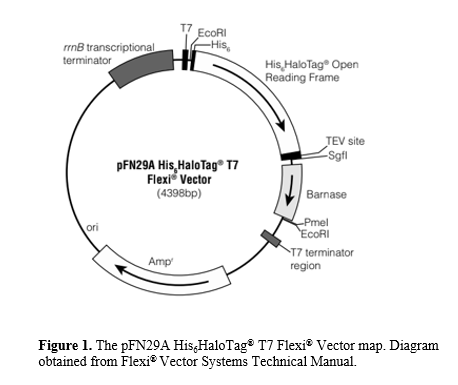 T7
EcoRI
His₆
rrnB transcriptional
terminator
His₆HaloTag® Open
Reading Frame
TEV site
SgfI
pFN29A His₆HaloTag® T7
Flexi® Vector
(4398bp)
Barnase
PmeI
EcoRI
T7 terminator
region
ori
Ampʳ
Figure 1. The pFN29A His₆HaloTag® T7 Flexi® Vector map. Diagram
obtained from Flexi® Vector Systems Technical Manual.